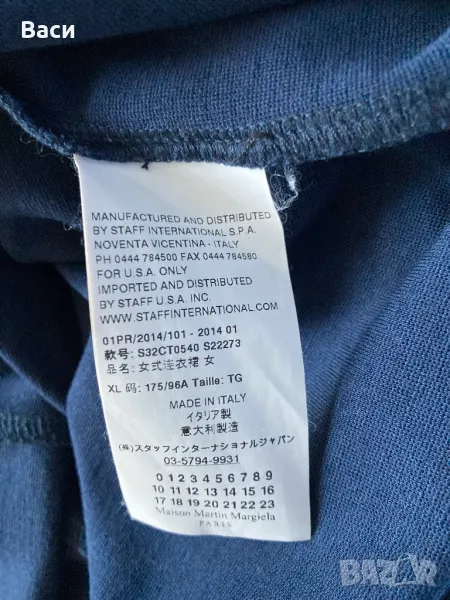 Васи
MANUFACTURED AND DISTRIBUTED
BY STAFF INTERNATIONAL S.P.A.
NOVENTA VICENTINA - ITALY
PH 0444 784500 FAX 0444 784580
FOR U.S.A. ONLY
IMPORTED AND DISTRIBUTED
BY STAFF U.S.A. INC.
WWW.STAFFINTERNATIONAL.COM
01PR/2014/101 - 2014 01
款号: S32CT0540 S22273
品名: 女式连衣裙 女
XL 码: 175/96A Taille: TG
MADE IN ITALY
イタリア製
意大利製造
(株)スタッフインターナショナルジャパン
03-5794-9931
0 1 2 3 4 5 6 7 8 9
10 11 12 13 14 15 16
17 18 19 20 21 22 23
Maison Martin Margiela
PARIS
BAZAR